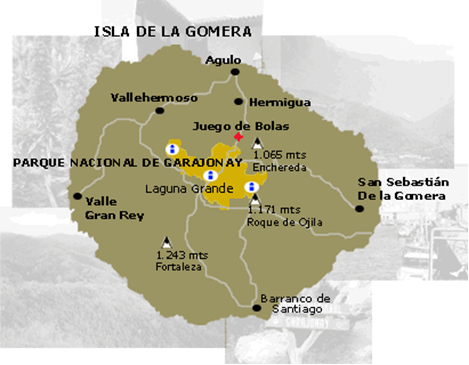 ISLA DE LA GOMERA
Agulo
Vallehermoso
Hermigua
Juego de Bolas
PARQUE NACIONAL DE GARAJONAY
1.065 mts
Enchereda
Laguna Grande
San Sebastián
De la Gomera
Valle
Gran Rey
1.171 mts
Roque de Ojila
1.243 mts
Fortaleza
Barranco de
Santiago